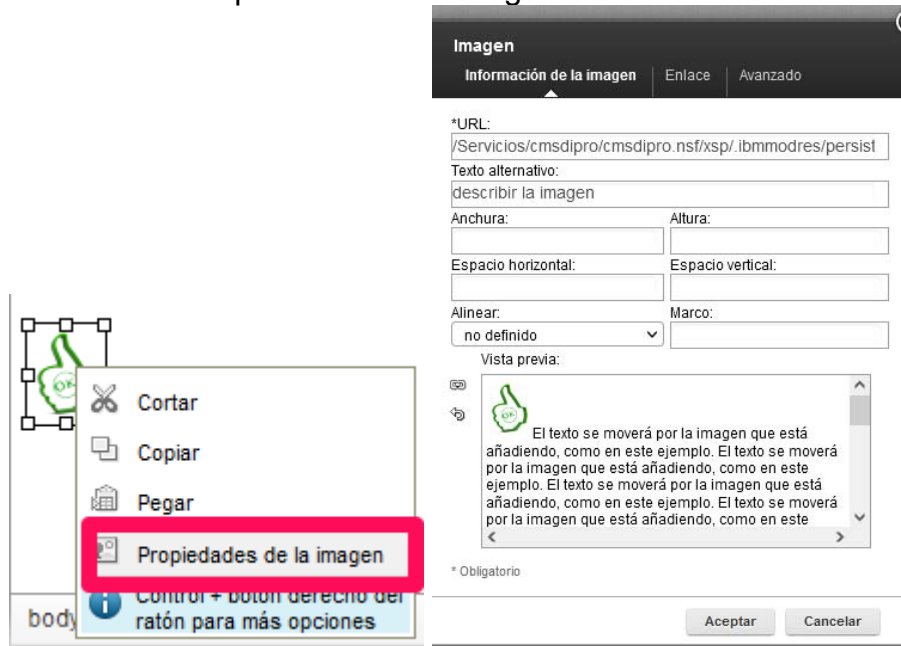 OK
Cortar
Copiar
Pegar
Propiedades de la imagen
Control + botón derecho del
ratón para más opciones
body
Imagen
Información de la imagen Enlace Avanzado
*URL:
/Servicios/cmsdipro/cmsdipro.nsf/xsp/.ibmmodres/persist
Texto alternativo:
describir la imagen
Anchura: Altura:
Espacio horizontal: Espacio vertical:
Alinear: Marco:
no definido
Vista previa:
OK
El texto se moverá por la imagen que está
añadiendo, como en este ejemplo. El texto se moverá
por la imagen que está añadiendo, como en este
ejemplo. El texto se moverá por la imagen que está
añadiendo, como en este ejemplo. El texto se moverá
por la imagen que está añadiendo, como en este
* Obligatorio
Aceptar Cancelar